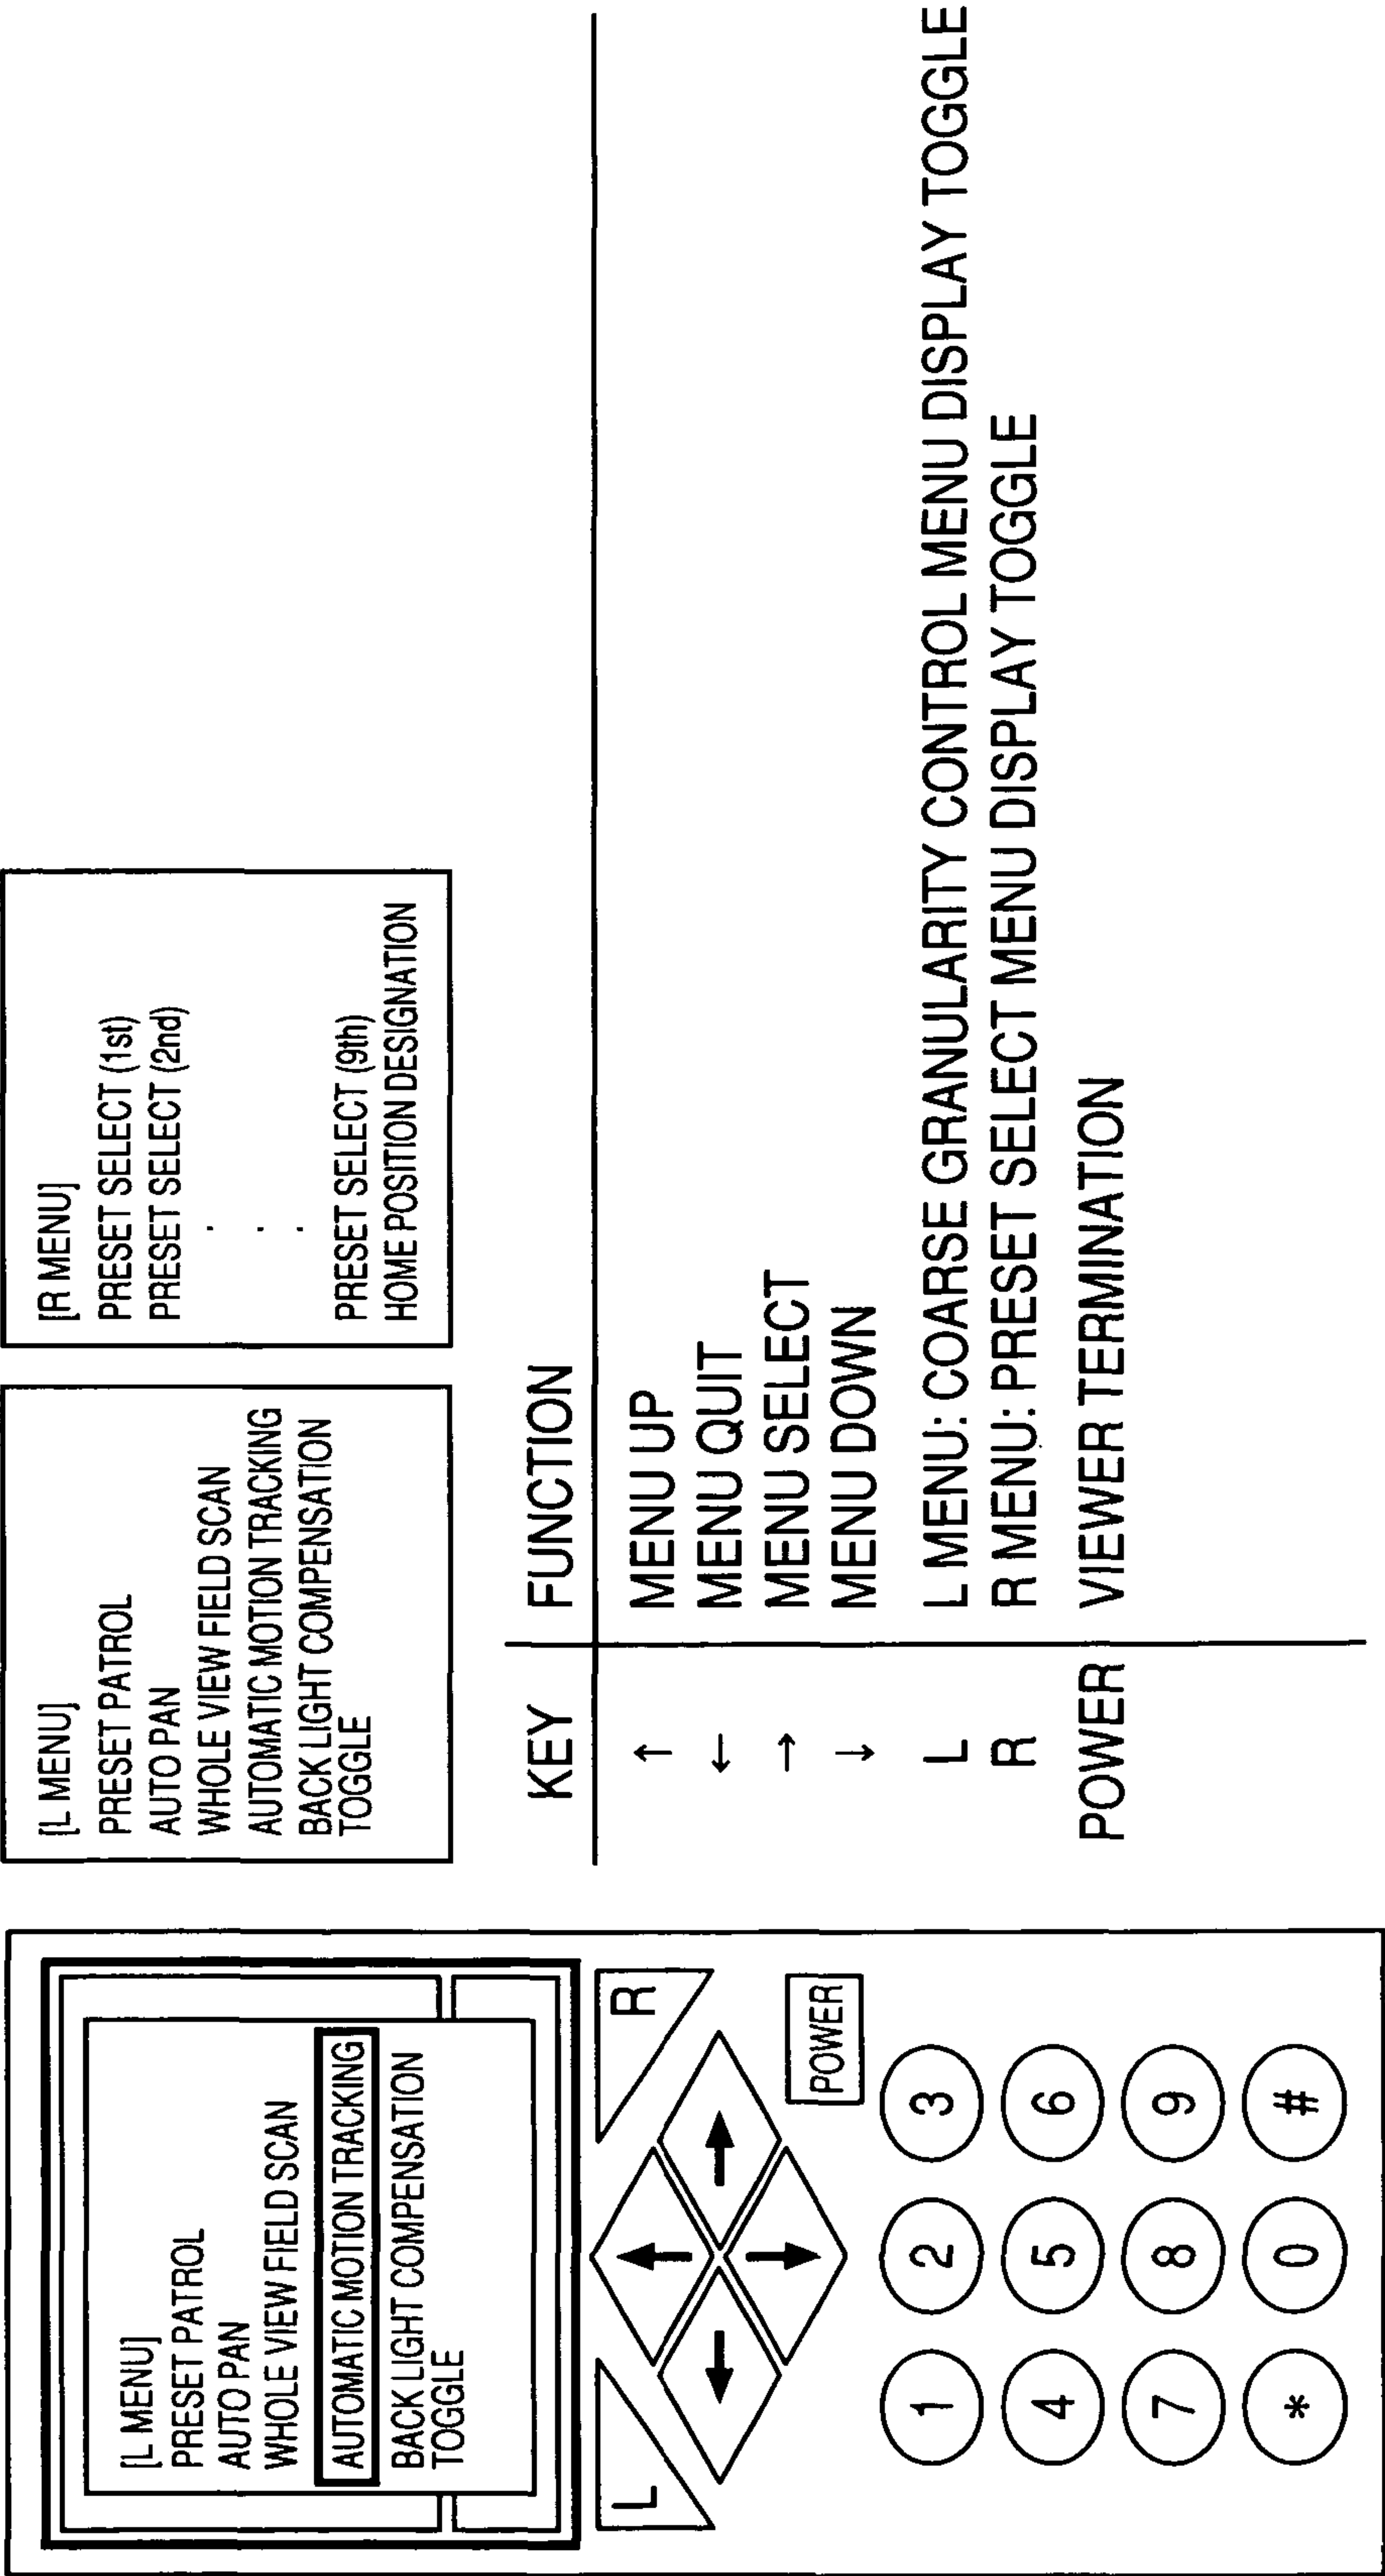 [L MENU]
PRESET PATROL
AUTO PAN
WHOLE VIEW FIELD SCAN
AUTOMATIC MOTION TRACKING
BACK LIGHT COMPENSATION
TOGGLE
L
R
POWER
1 2 3
4 5 6
7 8 9
* 0 #
[L MENU]
PRESET PATROL
AUTO PAN
WHOLE VIEW FIELD SCAN
AUTOMATIC MOTION TRACKING
BACK LIGHT COMPENSATION
TOGGLE
[R MENU]
PRESET SELECT (1st)
PRESET SELECT (2nd)
.
.
.
PRESET SELECT (9th)
HOME POSITION DESIGNATION
KEY FUNCTION
↑ MENU UP
← MENU QUIT
→ MENU SELECT
↓ MENU DOWN
L L MENU: COARSE GRANULARITY CONTROL MENU DISPLAY TOGGLE
R R MENU: PRESET SELECT MENU DISPLAY TOGGLE
POWER VIEWER TERMINATION